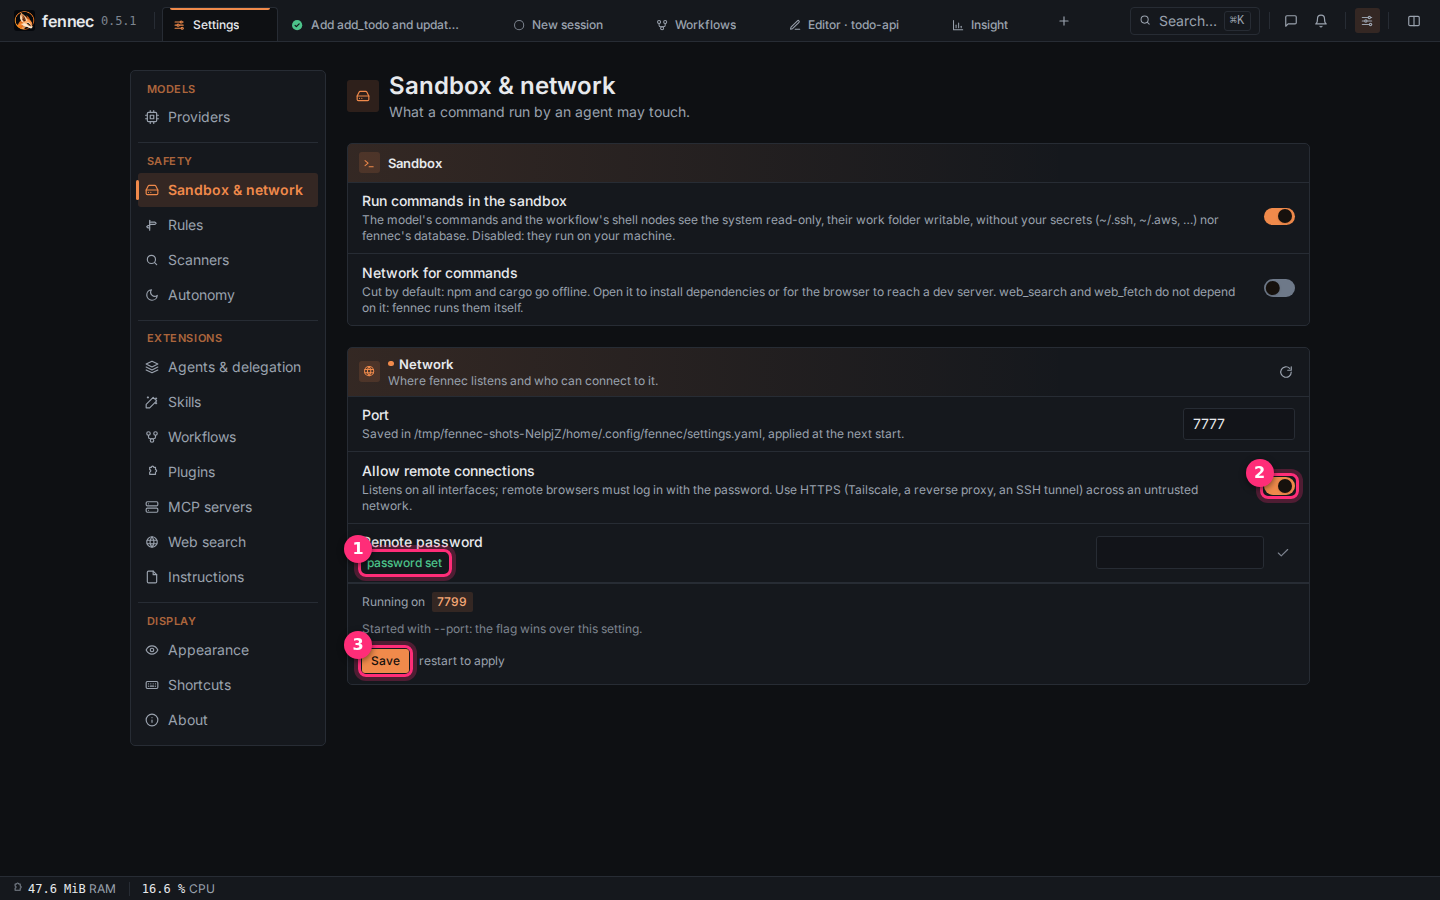 fennec 0.5.1
Settings
Add add_todo and updat...
New session
Workflows
Editor · todo-api
Insight
Search... ⌘K
MODELS
Providers
SAFETY
Sandbox & network
Rules
Scanners
Autonomy
EXTENSIONS
Agents & delegation
Skills
Workflows
Plugins
MCP servers
Web search
Instructions
DISPLAY
Appearance
Shortcuts
About
Sandbox & network
What a command run by an agent may touch.
Sandbox
Run commands in the sandbox
The model's commands and the workflow's shell nodes see the system read-only, their work folder writable, without your secrets (~/.ssh, ~/.aws, ...) nor
fennec's database. Disabled: they run on your machine.
Network for commands
Cut by default: npm and cargo go offline. Open it to install dependencies or for the browser to reach a dev server. web_search and web_fetch do not depend
on it: fennec runs them itself.
Network
Where fennec listens and who can connect to it.
Port
Saved in /tmp/fennec-shots-NelpjZ/home/.config/fennec/settings.yaml, applied at the next start.
7777
Allow remote connections
Listens on all interfaces; remote browsers must log in with the password. Use HTTPS (Tailscale, a reverse proxy, an SSH tunnel) across an untrusted
network.
2
Remote password
1
password set
Running on 7799
Started with --port: the flag wins over this setting.
3
Save restart to apply
47.6 MiB RAM
16.6 % CPU